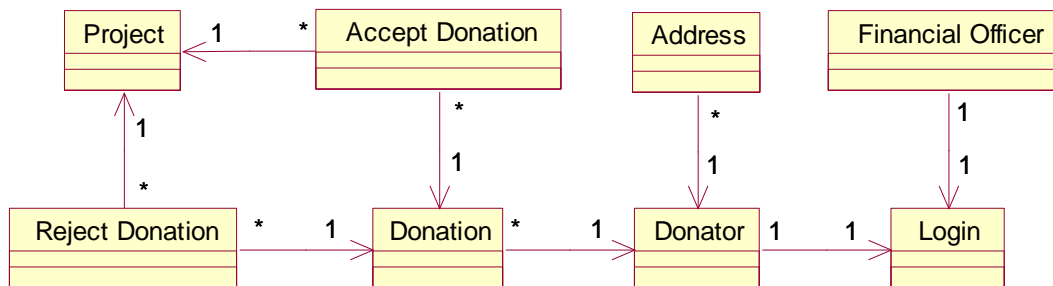 Project
1
*
Accept Donation
Address
Financial Officer
1
*
*
1
*
1
1
1
Reject Donation
*
1
Donation
*
1
Donator
1
1
Login